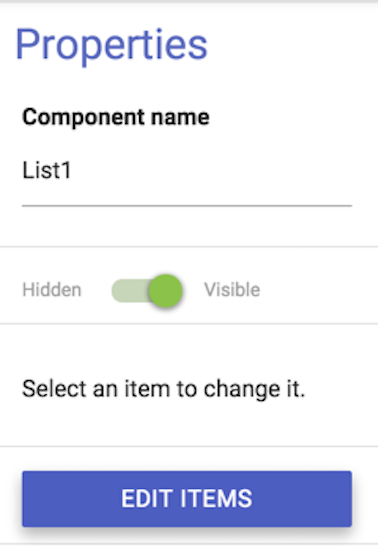 Properties
Component name
List1
Hidden Visible
Select an item to change it.
EDIT ITEMS